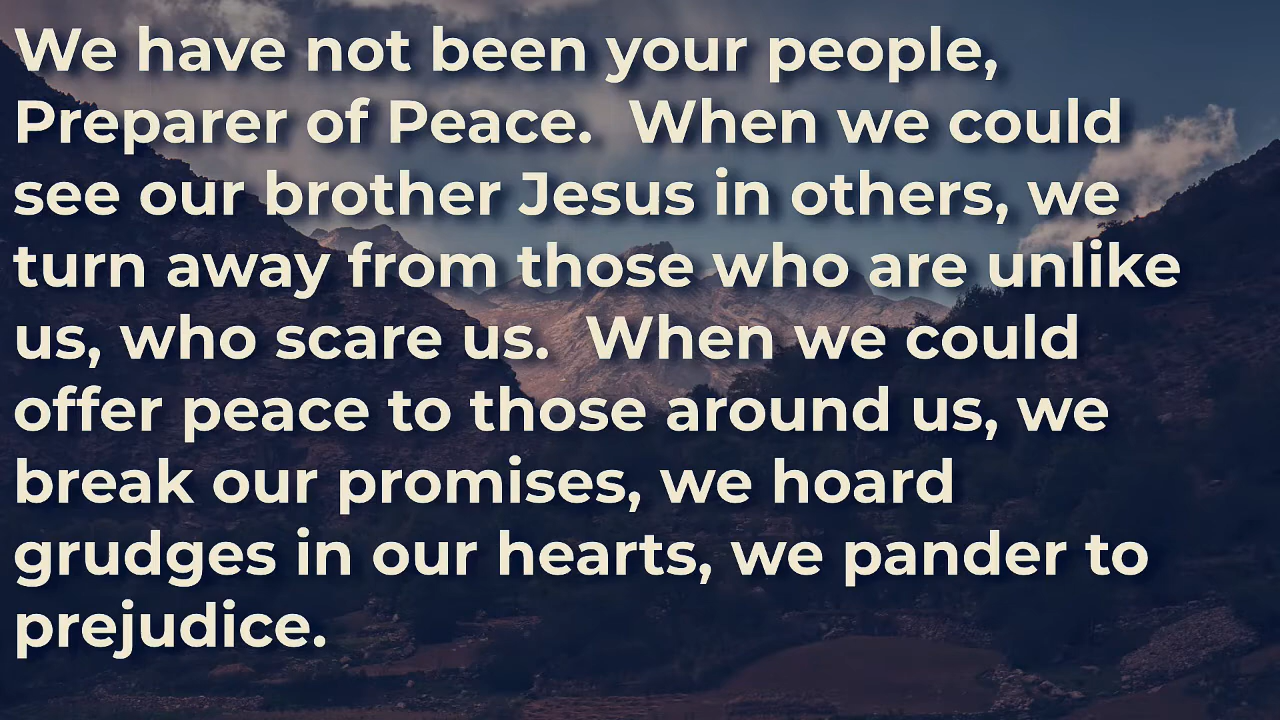 We have not been your people,
Preparer of Peace.  When we could
see our brother Jesus in others, we
turn away from those who are unlike
us, who scare us.  When we could
offer peace to those around us, we
break our promises, we hoard
grudges in our hearts, we pander to
prejudice.